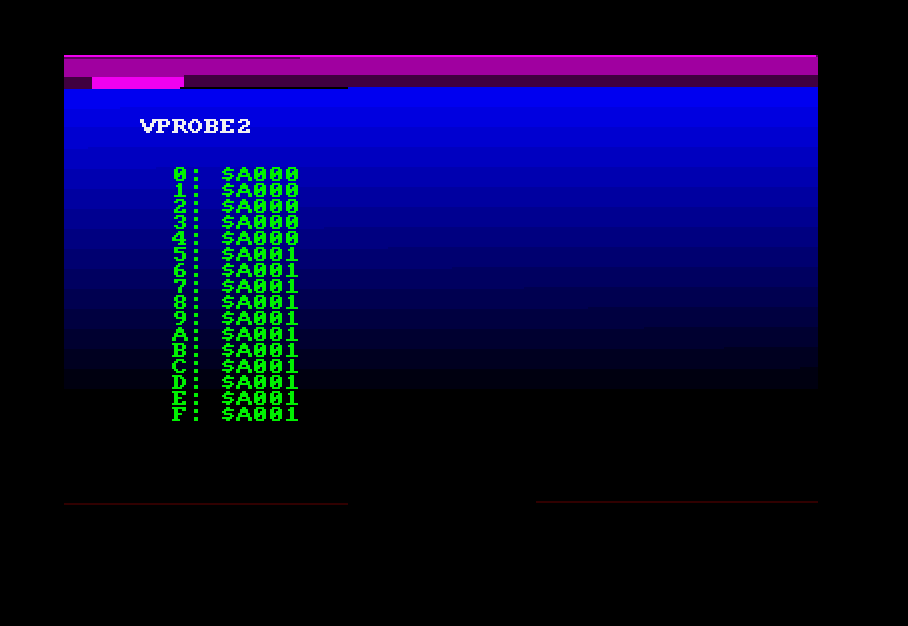 VPROBE2
0: $A000
1: $A000
2: $A000
3: $A000
4: $A000
5: $A001
6: $A001
7: $A001
8: $A001
9: $A001
A: $A001
B: $A001
C: $A001
D: $A001
E: $A001
F: $A001